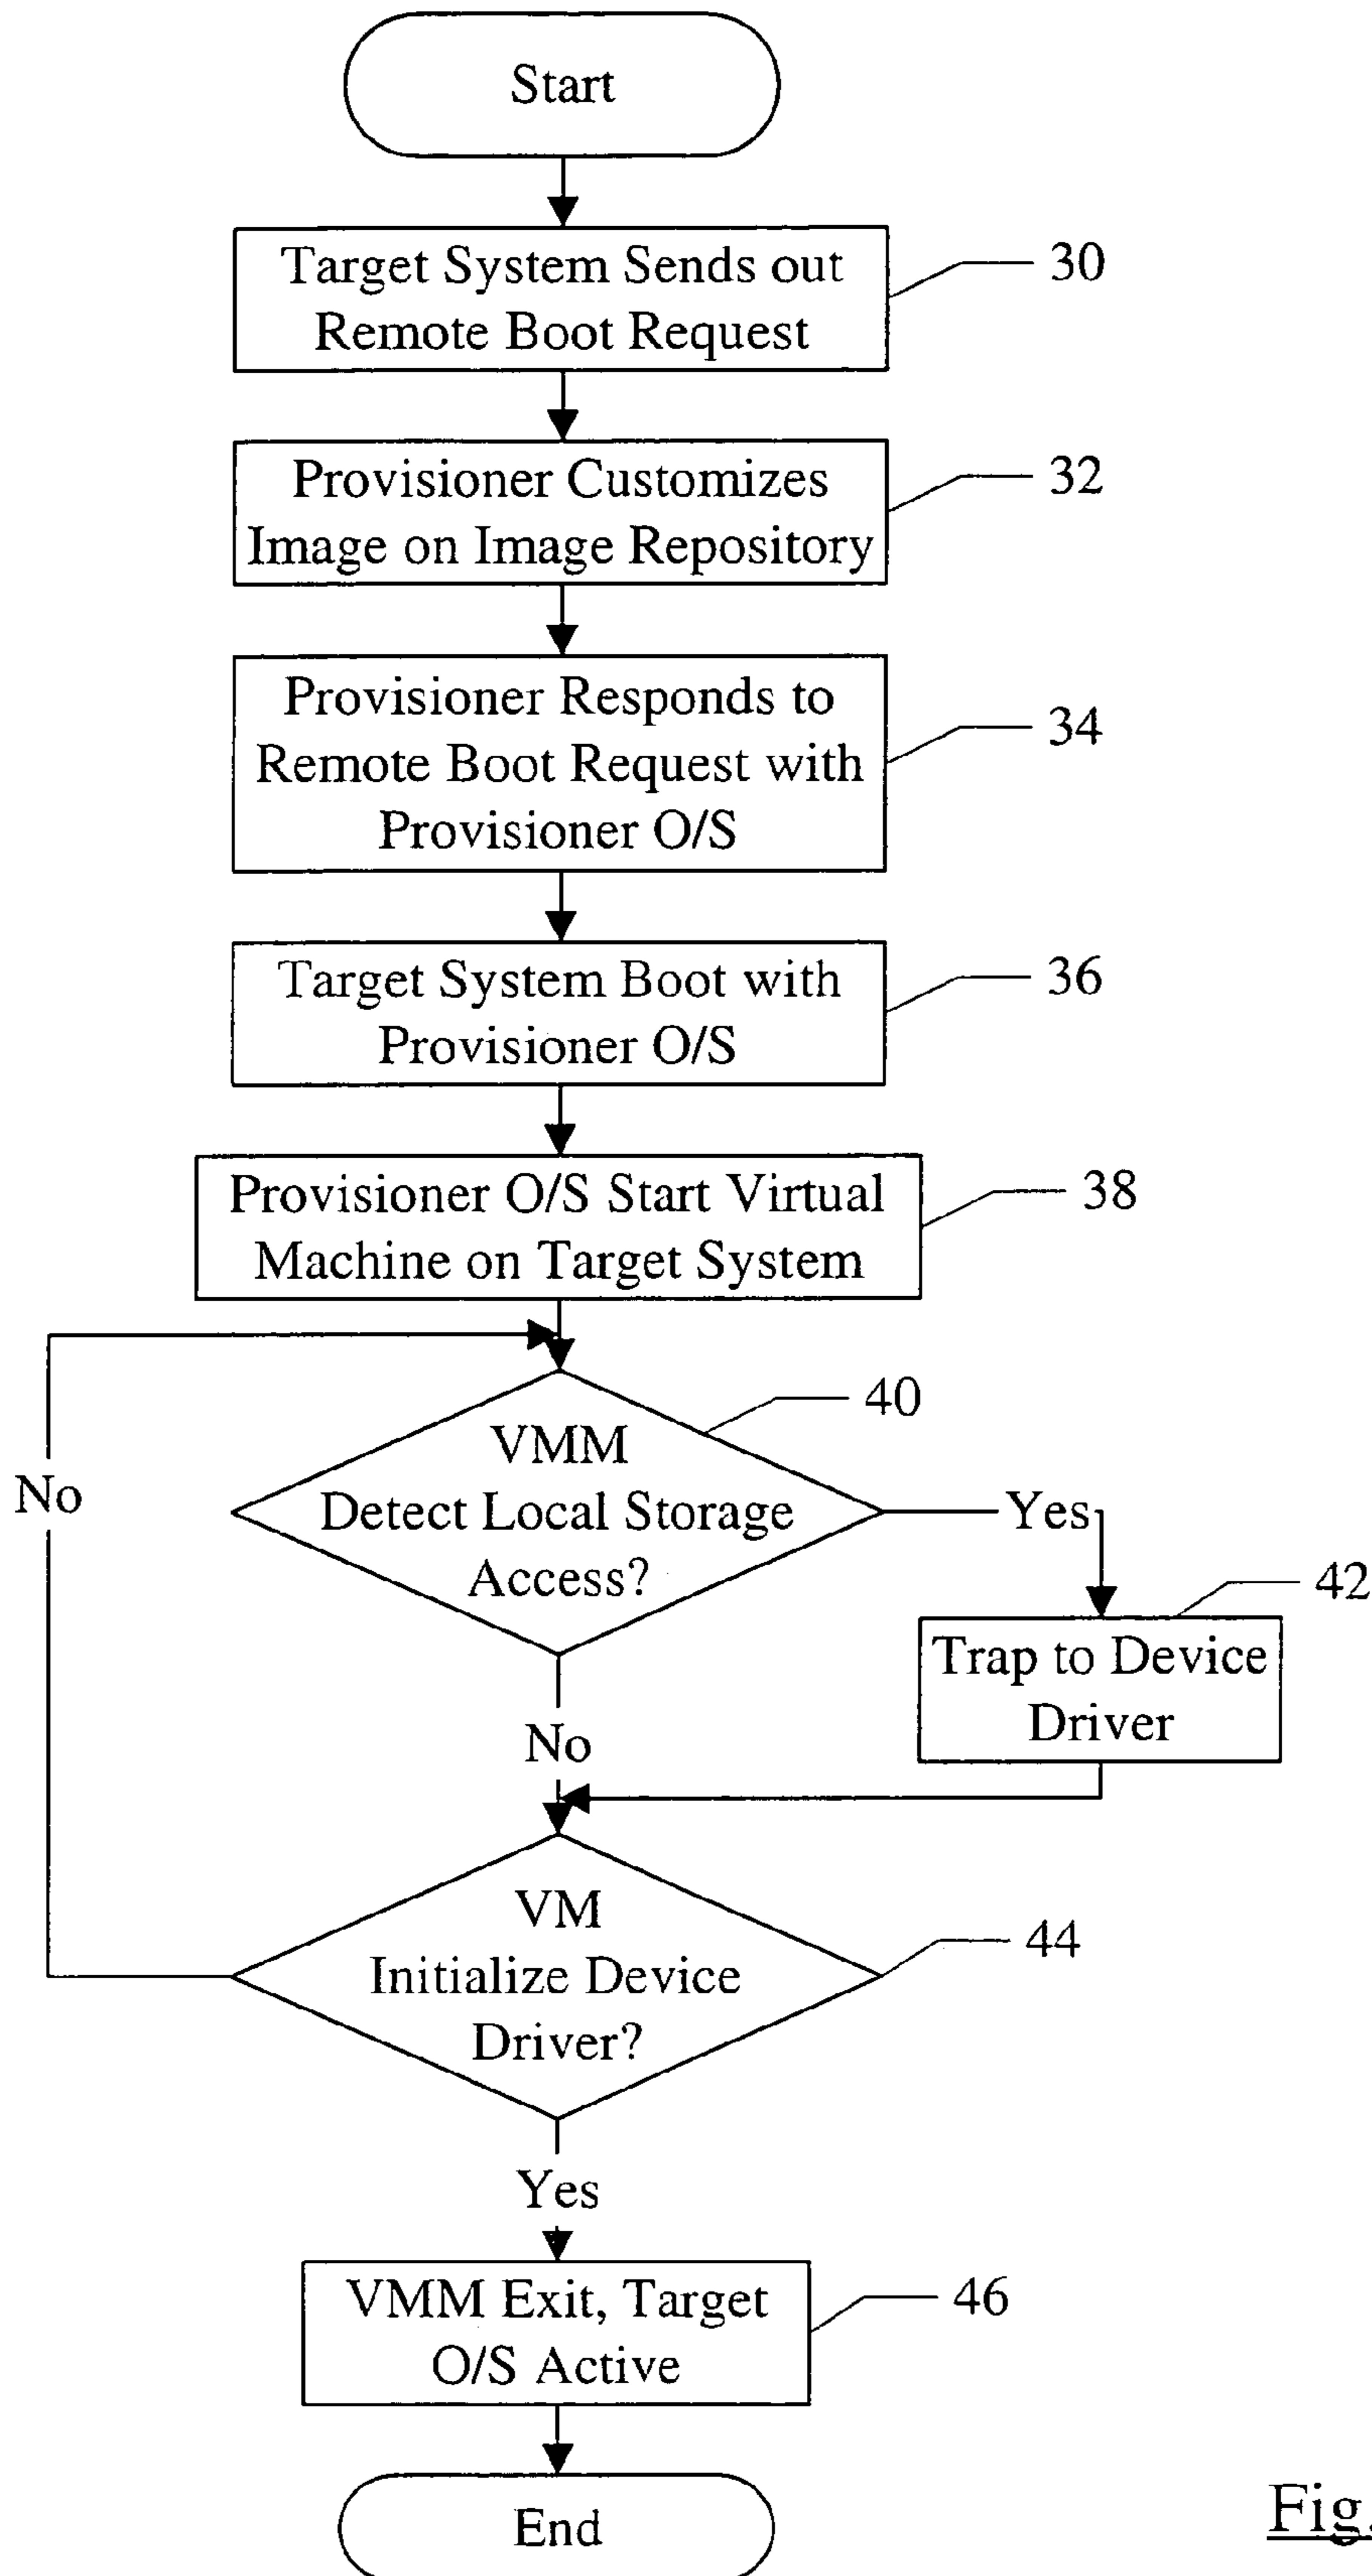 Start
Target System Sends out
Remote Boot Request
30
Provisioner Customizes
Image on Image Repository
32
Provisioner Responds to
Remote Boot Request with
Provisioner O/S
34
Target System Boot with
Provisioner O/S
36
Provisioner O/S Start Virtual
Machine on Target System
38
VMM
Detect Local Storage
Access?
40
No
Yes
Trap to Device
Driver
42
No
VM
Initialize Device
Driver?
44
Yes
VMM Exit, Target
O/S Active
46
End
Fig.